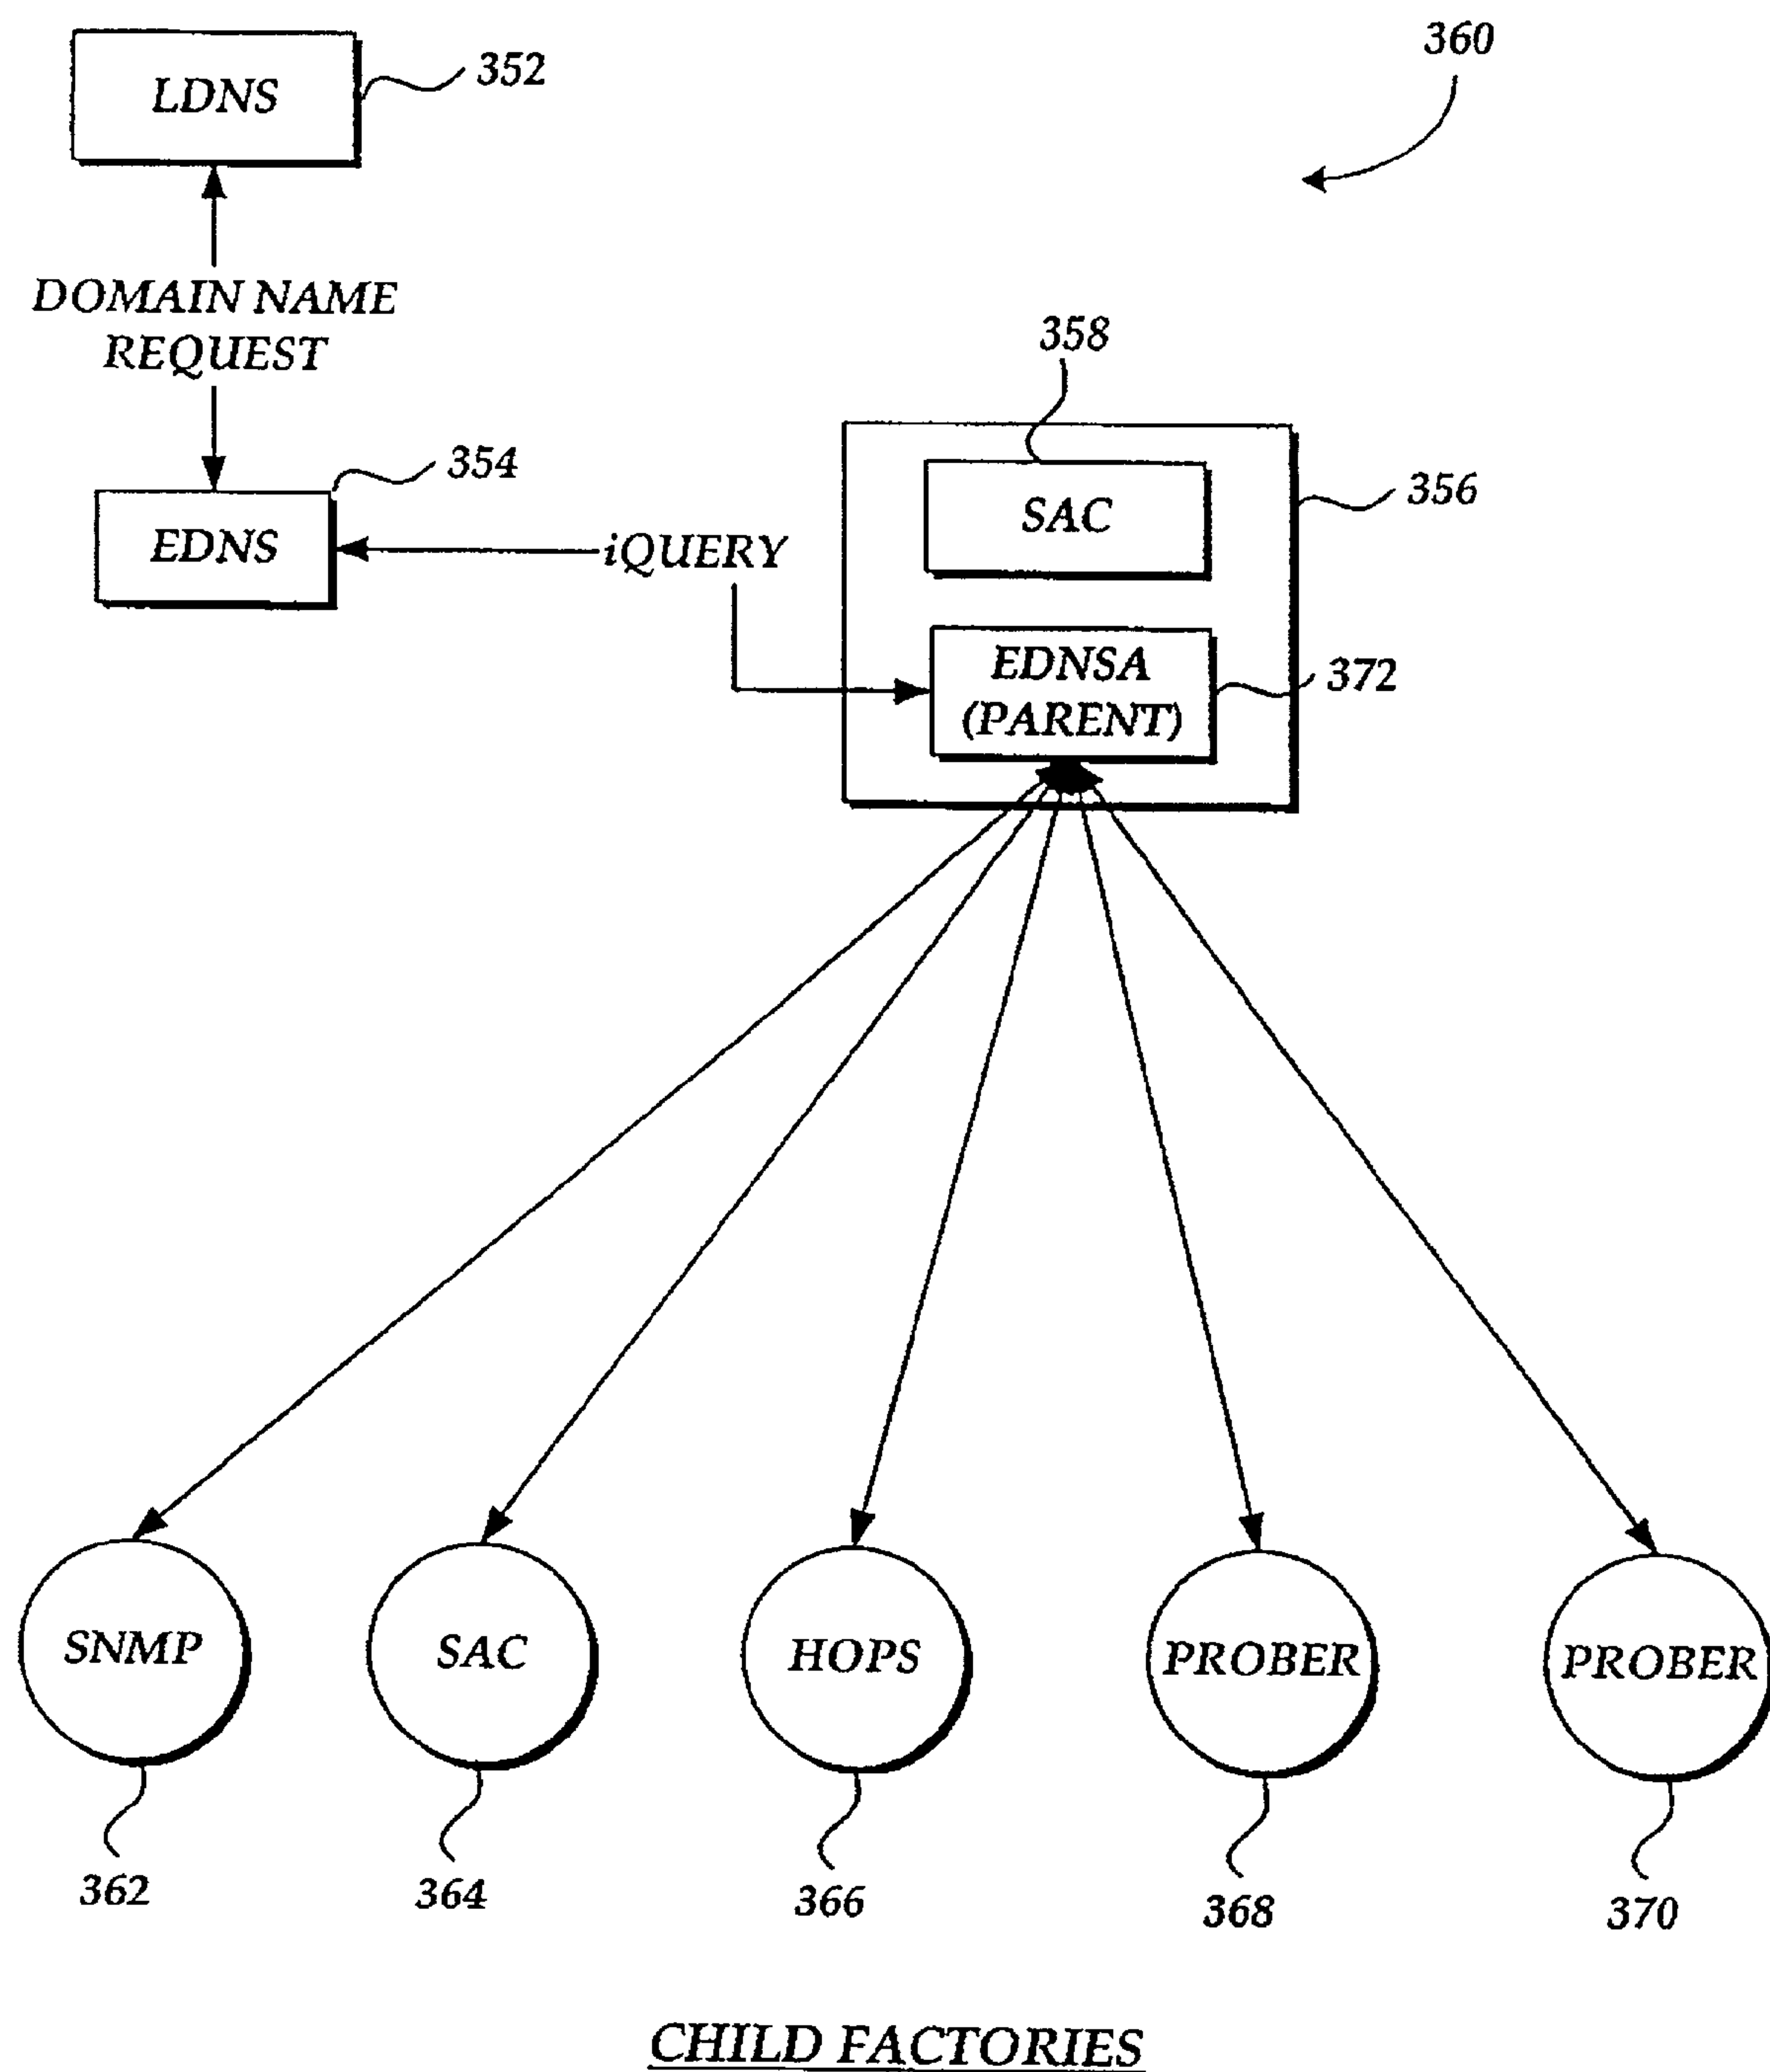 360
LDNS
352
DOMAIN NAME
REQUEST
358
354
EDNS
iQUERY
SAC
356
EDNSA
(PARENT)
372
SNMP
SAC
HOPS
PROBER
PROBER
362
364
366
368
370
CHILD FACTORIES